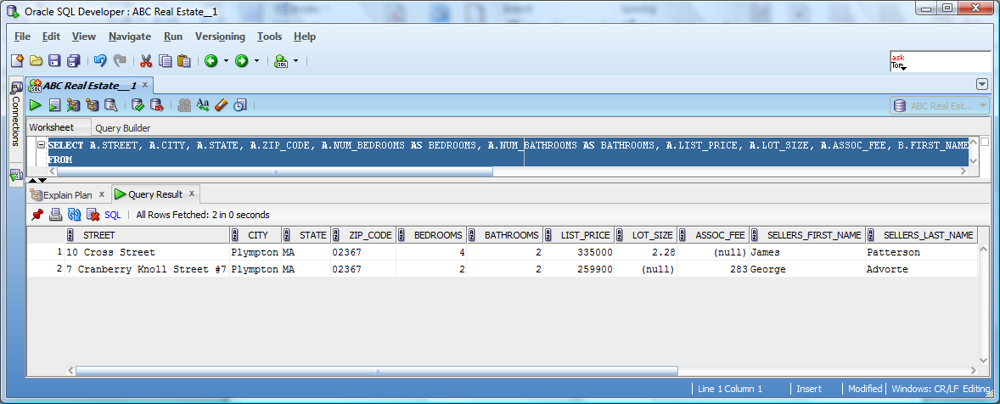 Oracle SQL Developer : ABC Real Estate__1
File Edit View Navigate Run Versioning Tools Help
ask
Tom
Connections
ABC Real Estate__1 x
ABC Real Est...
Worksheet Query Builder
SELECT A.STREET, A.CITY, A.STATE, A.ZIP_CODE, A.NUM_BEDROOMS AS BEDROOMS, A.NUM_BATHROOMS AS BATHROOMS, A.LIST_PRICE, A.LOT_SIZE, A.ASSOC_FEE, B.FIRST_NAME
FROM
Explain Plan x Query Result x
SQL | All Rows Fetched: 2 in 0 seconds
STREET CITY STATE ZIP_CODE BEDROOMS BATHROOMS LIST_PRICE LOT_SIZE ASSOC_FEE SELLERS_FIRST_NAME SELLERS_LAST_NAME
1 10 Cross Street Plympton MA 02367 4 2 335000 2.28 (null) James Patterson
2 7 Cranberry Knoll Street #7 Plympton MA 02367 2 2 259900 (null) 283 George Advorte
Line 1 Column 1 Insert Modified Windows: CR/LF Editing